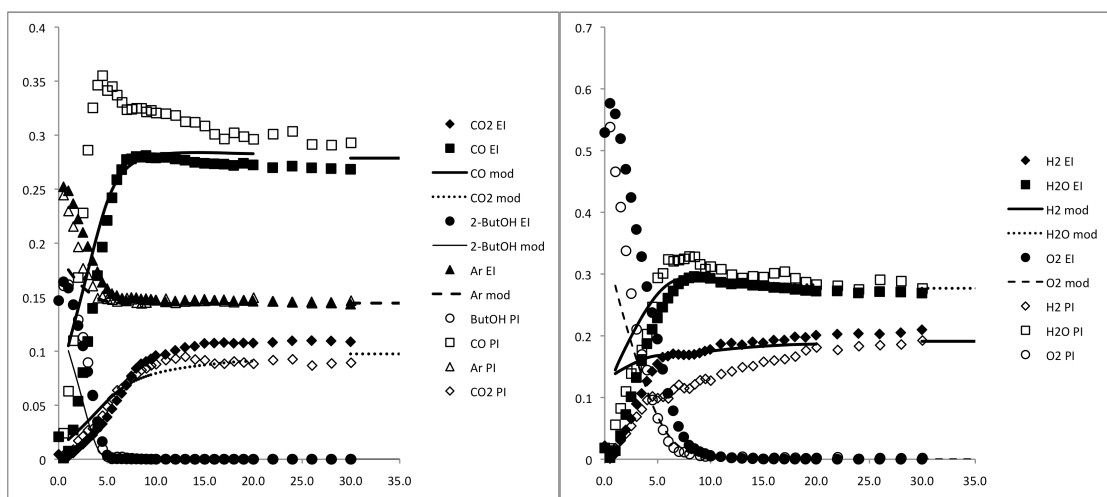 0.4
0.35
0.3
0.25
0.2
0.15
0.1
0.05
0
0.0 5.0 10.0 15.0 20.0 25.0 30.0 35.0
CO2 EI
CO EI
CO mod
CO2 mod
2-ButOH EI
2-ButOH mod
Ar EI
Ar mod
ButOH PI
CO PI
Ar PI
CO2 PI
0.7
0.6
0.5
0.4
0.3
0.2
0.1
0
0.0 5.0 10.0 15.0 20.0 25.0 30.0 35.0
H2 EI
H2O EI
H2 mod
H2O mod
O2 EI
O2 mod
H2 PI
H2O PI
O2 PI